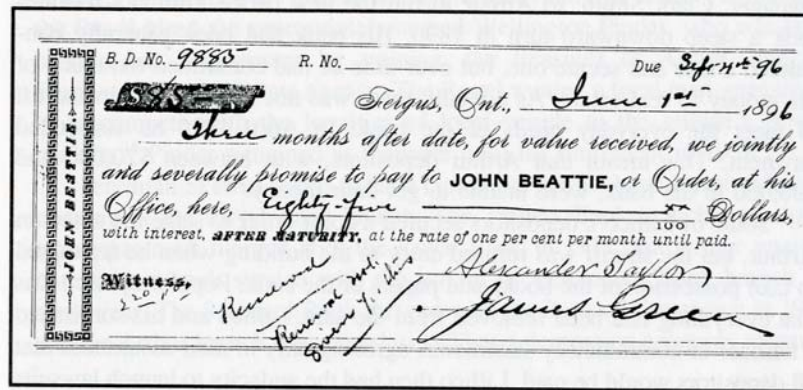 B. D. No. 9885 R. No. Due Sept 4th 96
$85
Fergus, Ont. June 1st 1896
Three months after date, for value received, we jointly
and severally promise to pay to JOHN BEATTIE, or Order, at his
Office, here, Eighty-five xx/100 Dollars,
with interest, AFTER MATURITY, at the rate of one per cent per month until paid.
Witness,
Alexander Taylor
James Green
Renewal
JOHN BEATTIE.